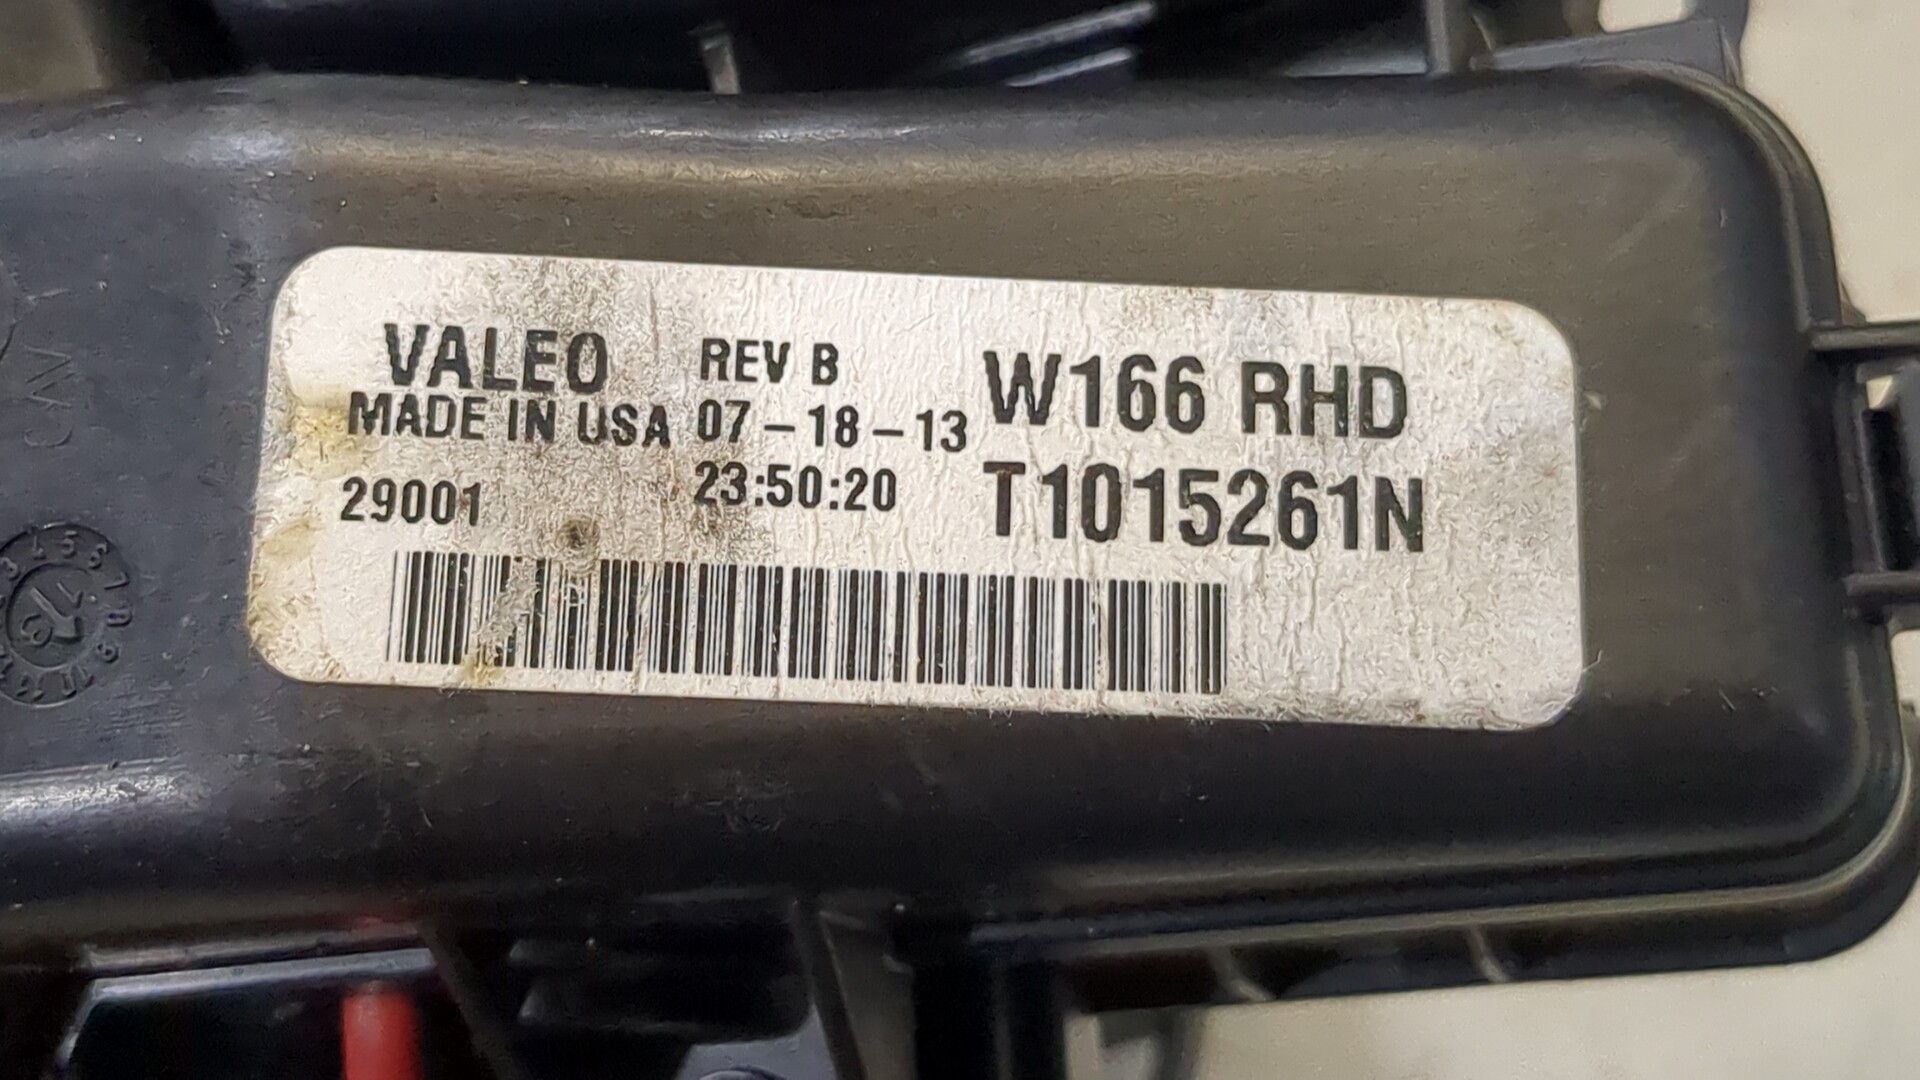 VALEO
MADE IN USA
29001
REV B
07-18-13
23:50:20
W166 RHD
T1015261N